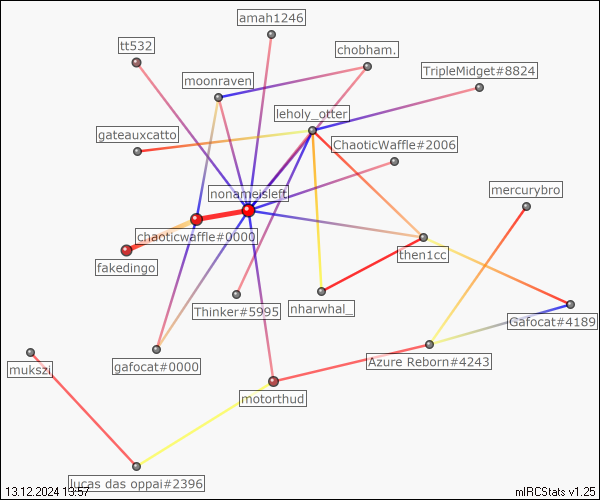 amah1246
tt532
chobham.
moonraven
TripleMidget#8824
leholy_otter
gateauxcatto
ChaoticWaffle#2006
nonameisleft
mercurybro
chaoticwaffle#0000
then1cc
fakedingo
Thinker#5995
nharwhal_
Gafocat#4189
mukszi
gafocat#0000
Azure Reborn#4243
motorthud
lucas das oppai#2396
13.12.2024 13:57
mIRCStats v1.25